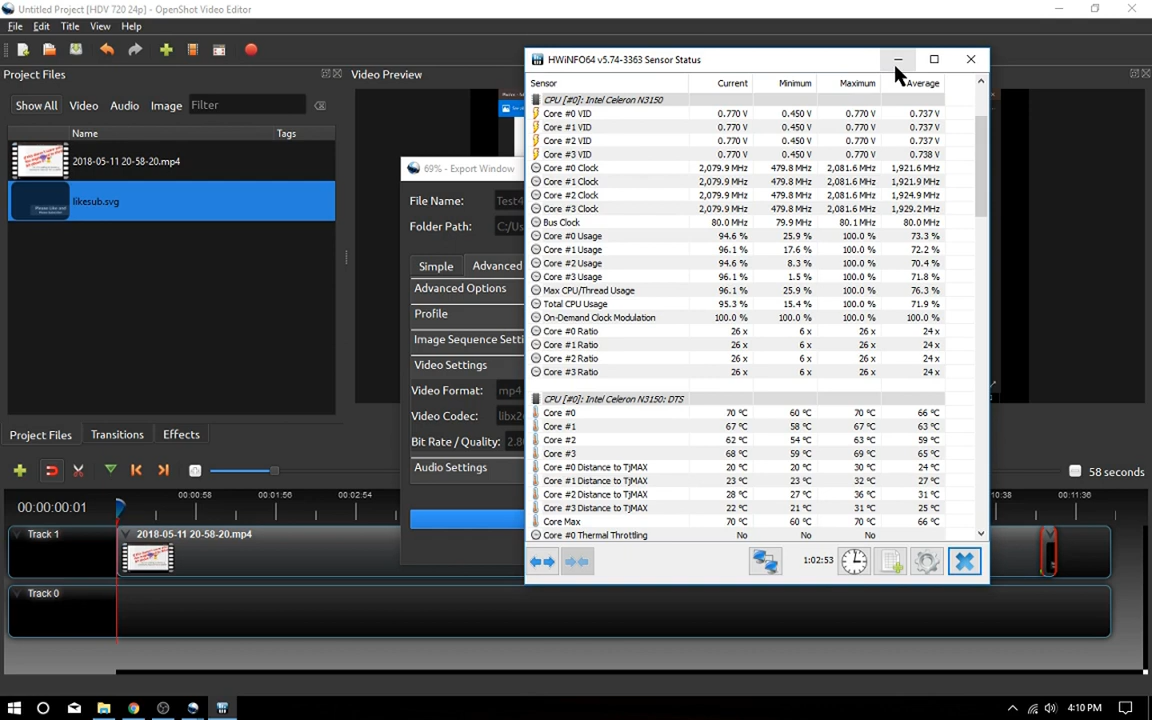 Untitled Project [HDV 720 24p] - OpenShot Video Editor
File Edit Title View Help
Project Files
Video Preview
Show All Video Audio Image Filter
Name Tags
2018-05-11 20-58-20.mp4
likesub.svg
Project Files Transitions Effects
69% - Export Window
File Name: Test4
Folder Path: C:/Us
Simple Advanced
Advanced Options
Profile
Image Sequence Setti
Video Settings
Video Format: mp4
Video Codec: libx2
Bit Rate / Quality: 2.8
Audio Settings
HWiNFO64 v5.74-3363 Sensor Status
Sensor Current Minimum Maximum Average
CPU [#0]: Intel Celeron N3150
Core #0 VID 0.770 V 0.450 V 0.770 V 0.737 V
Core #1 VID 0.770 V 0.450 V 0.770 V 0.737 V
Core #2 VID 0.770 V 0.450 V 0.770 V 0.737 V
Core #3 VID 0.770 V 0.450 V 0.770 V 0.738 V
Core #0 Clock 2,079.9 MHz 479.8 MHz 2,081.6 MHz 1,921.6 MHz
Core #1 Clock 2,079.9 MHz 479.8 MHz 2,081.6 MHz 1,921.9 MHz
Core #2 Clock 2,079.9 MHz 479.8 MHz 2,081.6 MHz 1,924.9 MHz
Core #3 Clock 2,079.9 MHz 479.8 MHz 2,081.6 MHz 1,929.2 MHz
Bus Clock 80.0 MHz 79.9 MHz 80.1 MHz 80.0 MHz
Core #0 Usage 94.6 % 25.9 % 100.0 % 73.3 %
Core #1 Usage 96.1 % 17.6 % 100.0 % 72.2 %
Core #2 Usage 94.6 % 8.3 % 100.0 % 70.4 %
Core #3 Usage 96.1 % 1.5 % 100.0 % 71.8 %
Max CPU/Thread Usage 96.1 % 25.9 % 100.0 % 76.3 %
Total CPU Usage 95.3 % 15.4 % 100.0 % 71.9 %
On-Demand Clock Modulation 100.0 % 100.0 % 100.0 % 100.0 %
Core #0 Ratio 26 x 6 x 26 x 24 x
Core #1 Ratio 26 x 6 x 26 x 24 x
Core #2 Ratio 26 x 6 x 26 x 24 x
Core #3 Ratio 26 x 6 x 26 x 24 x
CPU [#0]: Intel Celeron N3150: DTS
Core #0 70 °C 60 °C 70 °C 66 °C
Core #1 67 °C 58 °C 67 °C 63 °C
Core #2 62 °C 54 °C 63 °C 59 °C
Core #3 68 °C 59 °C 69 °C 65 °C
Core #0 Distance to TjMAX 20 °C 20 °C 30 °C 24 °C
Core #1 Distance to TjMAX 23 °C 23 °C 32 °C 27 °C
Core #2 Distance to TjMAX 28 °C 27 °C 36 °C 31 °C
Core #3 Distance to TjMAX 22 °C 21 °C 31 °C 25 °C
Core Max 70 °C 60 °C 70 °C 66 °C
Core #0 Thermal Throttling No No No
1:02:53
58 seconds
00:00:00:01
00:00:58 00:01:56 00:02:54 10:38 00:11:36
Track 1
2018-05-11 20-58-20.mp4
Track 0
4:10 PM